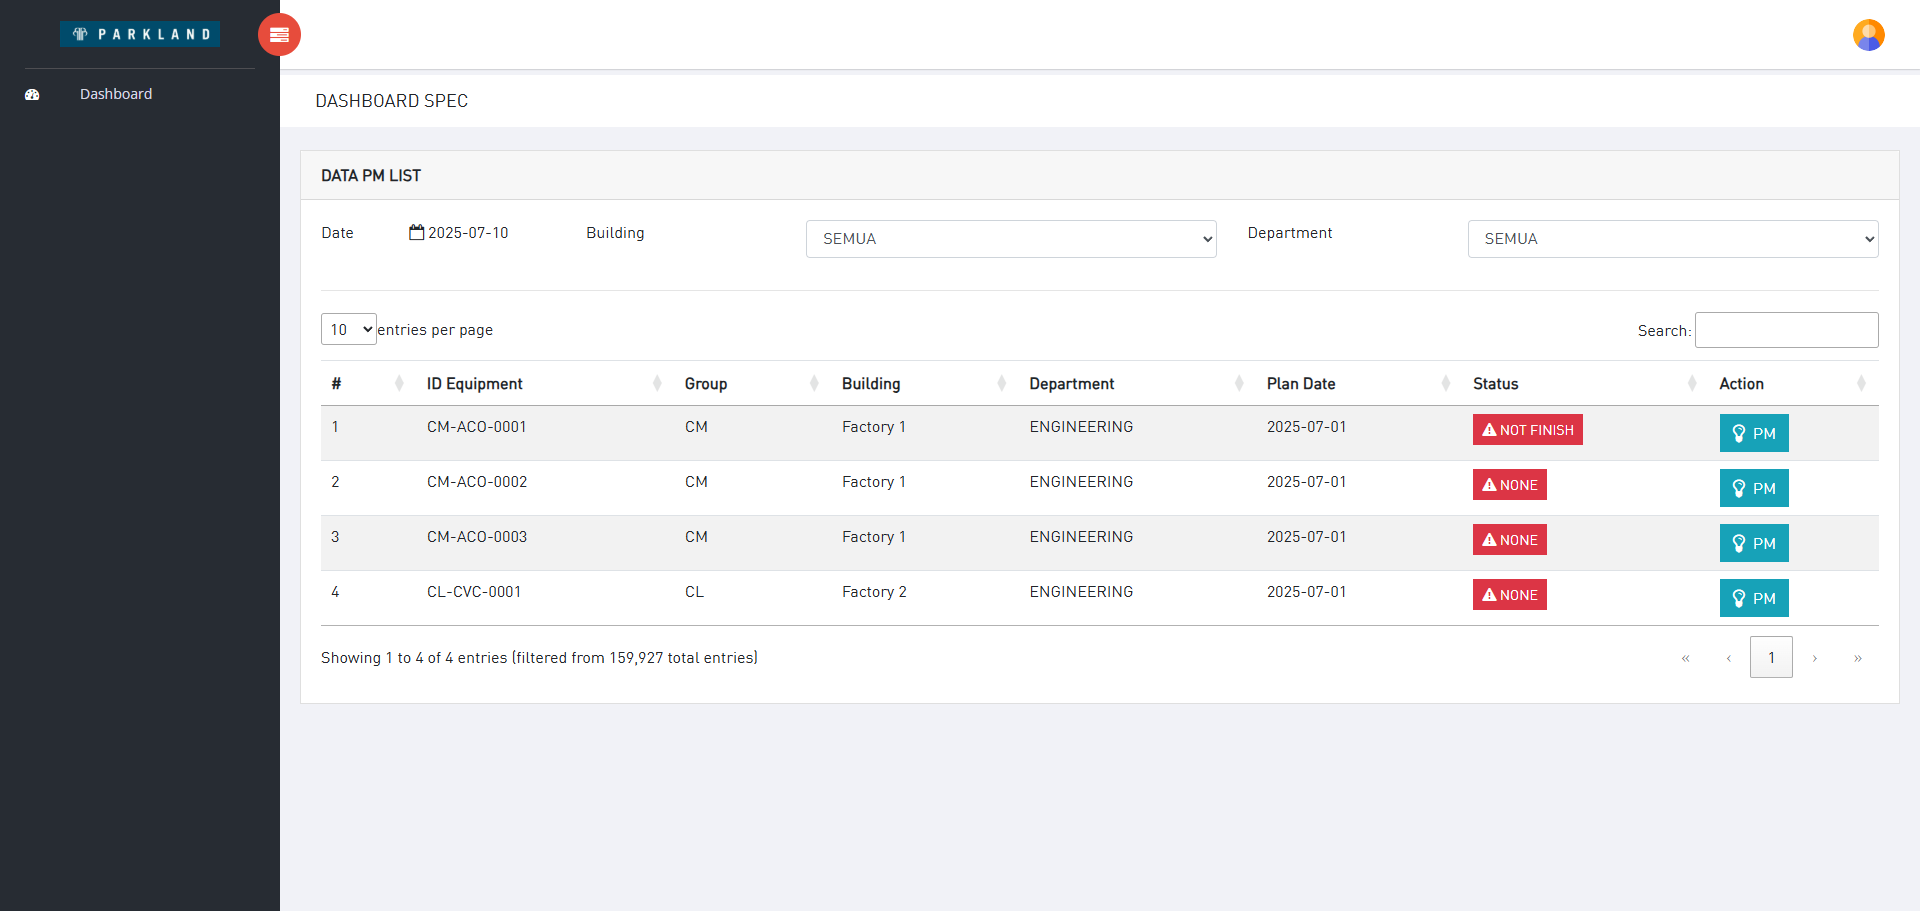 PARKLAND
Dashboard
DASHBOARD SPEC
DATA PM LIST
Date 2025-07-10 Building SEMUA Department SEMUA
10 entries per page Search:
# ID Equipment Group Building Department Plan Date Status Action
1 CM-ACO-0001 CM Factory 1 ENGINEERING 2025-07-01 NOT FINISH PM
2 CM-ACO-0002 CM Factory 1 ENGINEERING 2025-07-01 NONE PM
3 CM-ACO-0003 CM Factory 1 ENGINEERING 2025-07-01 NONE PM
4 CL-CVC-0001 CL Factory 2 ENGINEERING 2025-07-01 NONE PM
Showing 1 to 4 of 4 entries (filtered from 159,927 total entries) « ‹ 1 › »